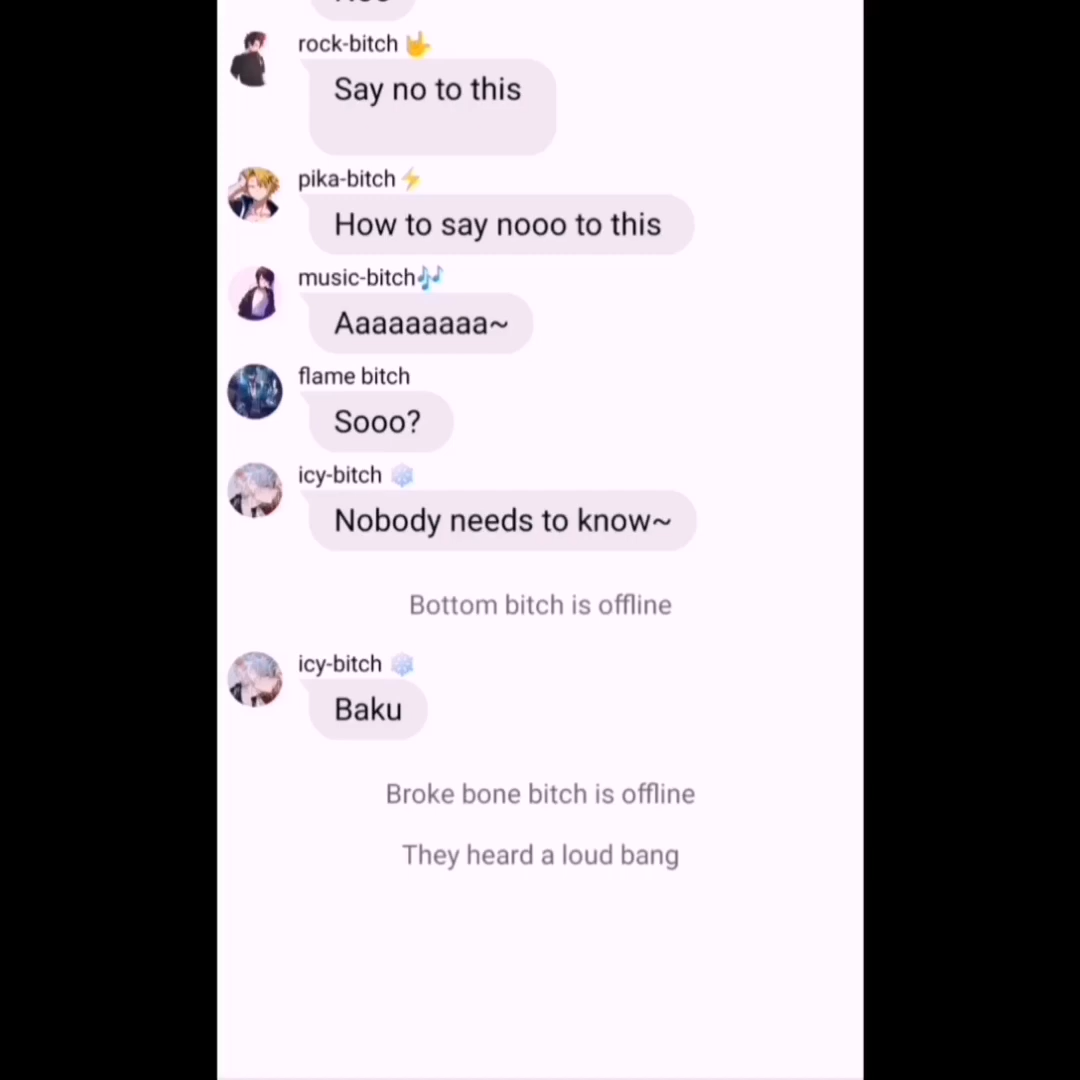 rock-bitch 🤟
Say no to this
pika-bitch⚡
How to say nooo to this
music-bitch🎶
Aaaaaaaaa~
flame bitch
Sooo?
icy-bitch ❄️
Nobody needs to know~
Bottom bitch is offline
icy-bitch ❄️
Baku
Broke bone bitch is offline
They heard a loud bang